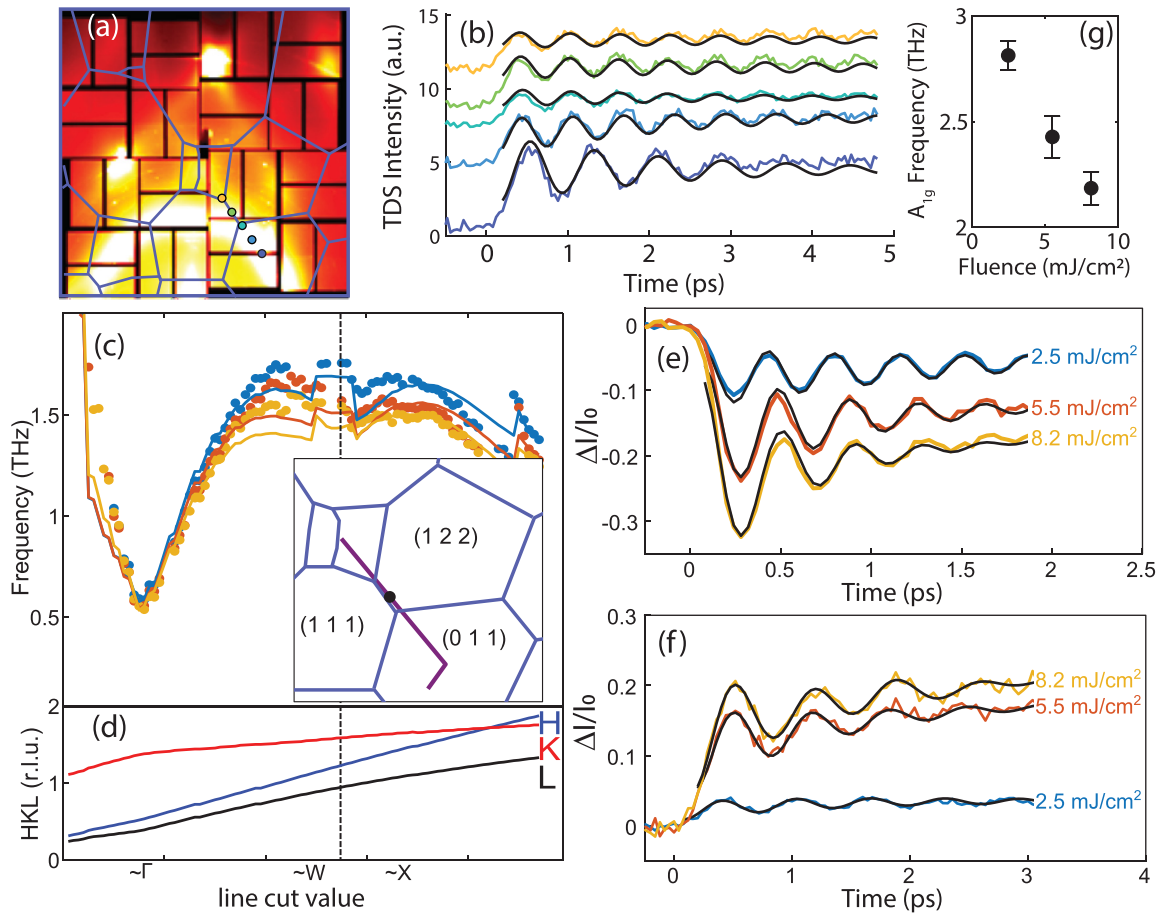 (a)
(b)
TDS Intensity (a.u.)
15
10
5
0
0 1 2 3 4 5
Time (ps)
(g)
A1g Frequency (THz)
3
2.5
2
0 5 10
Fluence (mJ/cm²)
(c)
Frequency (THz)
1.5
1
0.5
(1 2 2)
(1 1 1)
(0 1 1)
(d)
HKL (r.l.u.)
2
1
0
H
K
L
~Γ ~W ~X
line cut value
(e)
ΔI/I0
0
-0.1
-0.2
-0.3
2.5 mJ/cm²
5.5 mJ/cm²
8.2 mJ/cm²
0 0.5 1 1.5 2 2.5
Time (ps)
(f)
ΔI/I0
0.3
0.2
0.1
0
8.2 mJ/cm²
5.5 mJ/cm²
2.5 mJ/cm²
0 1 2 3 4
Time (ps)